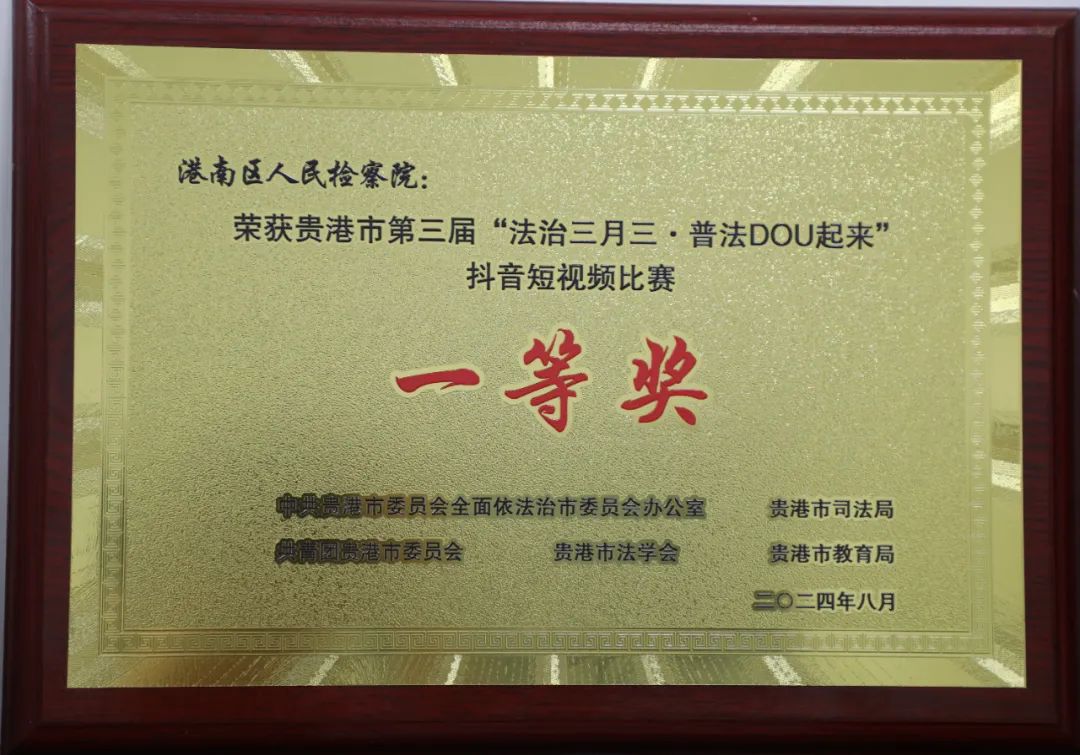 港南区人民检察院：
荣获贵港市第三届“法治三月三·普法DOU起来”
抖音短视频比赛
一等奖
中共贵港市委员会全面依法治市委员会办公室 贵港市司法局
共青团贵港市委员会 贵港市法学会 贵港市教育局
二〇二四年八月